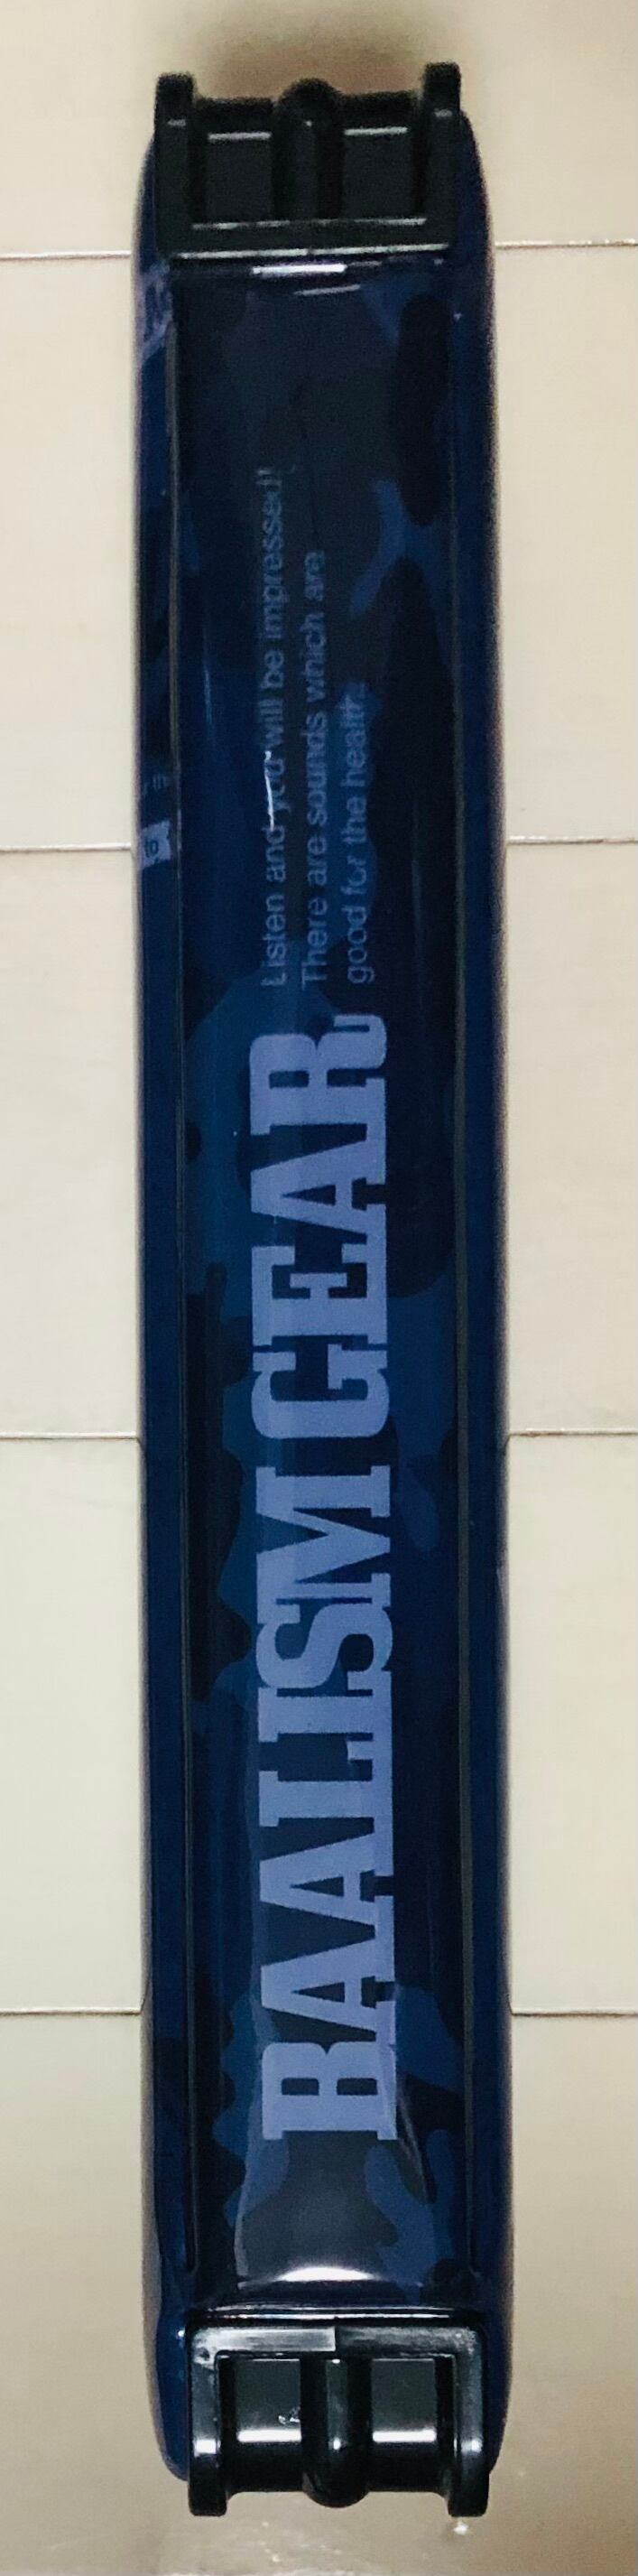 BAALISM GEAR
Listen and you will be impressed!
There are sounds which are
good for the health.